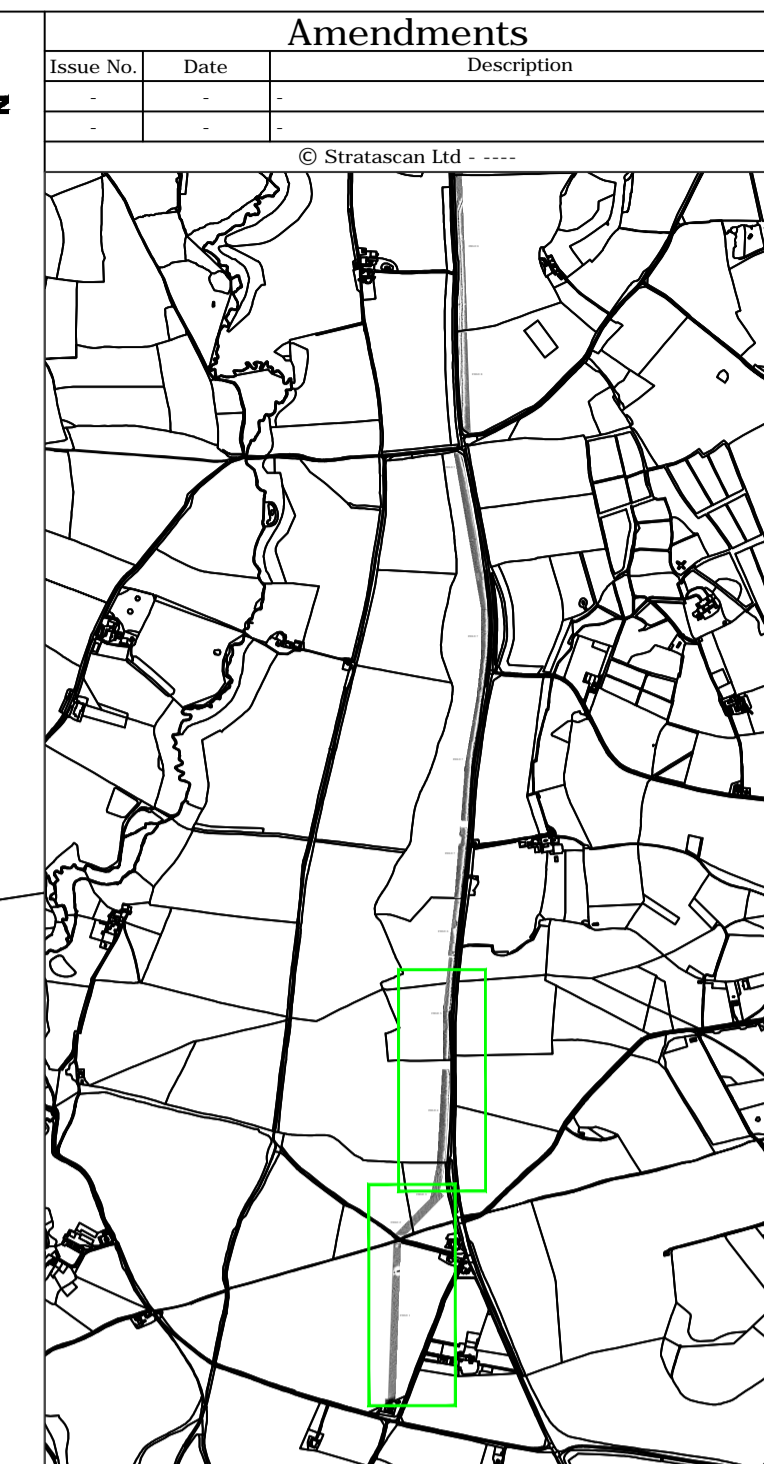 Amendments
Issue No. Date Description
- - -
- - -
© Stratascan Ltd - ----